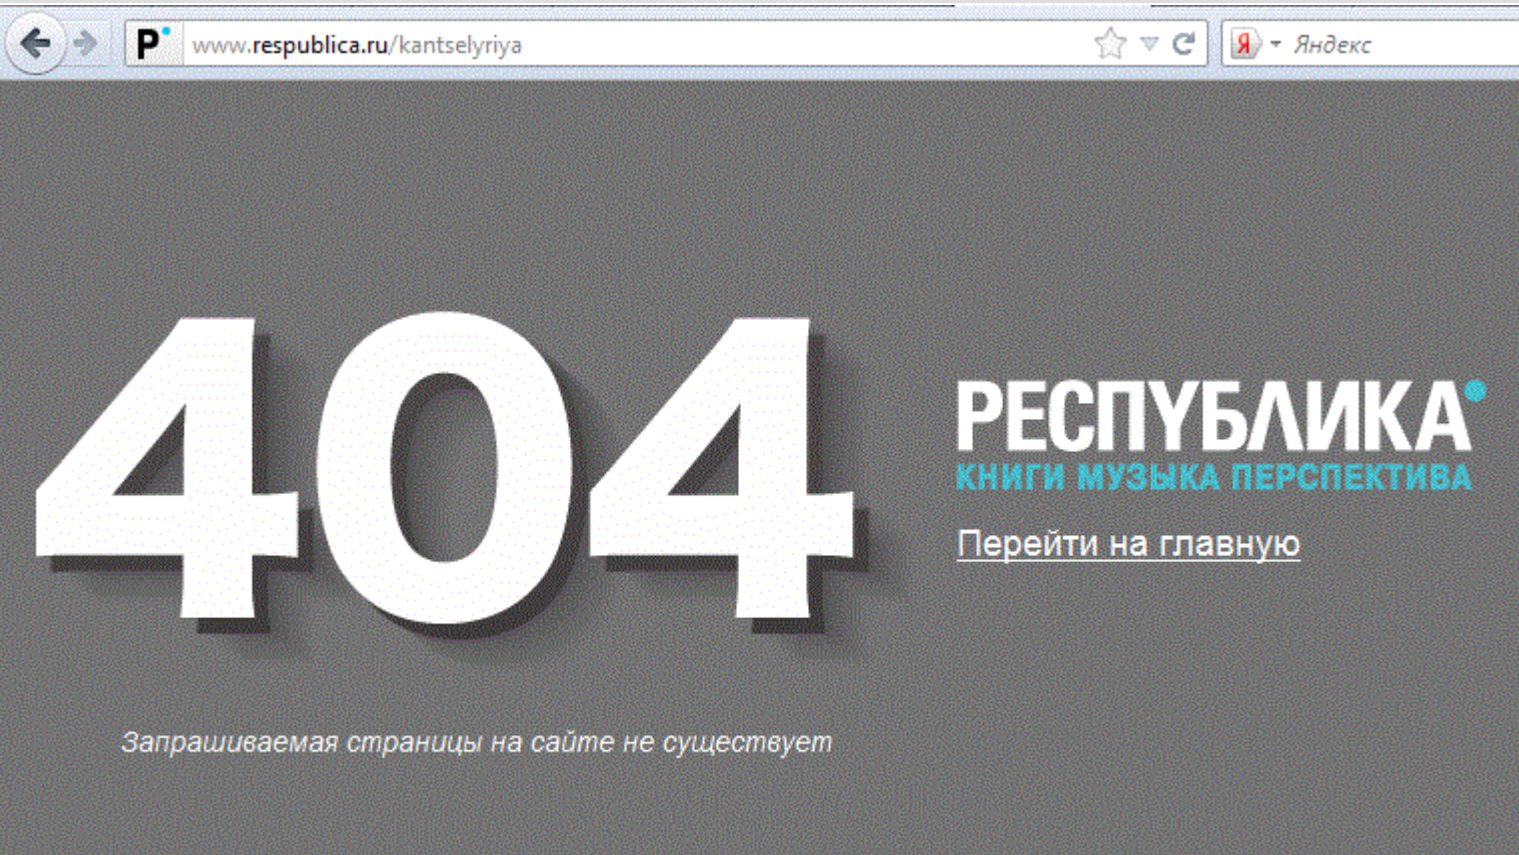 P
www.respublica.ru/kantselyriya
Я Яндекс
404
РЕСПУБЛИКА
КНИГИ МУЗЫКА ПЕРСПЕКТИВА
Перейти на главную
Запрашиваемая страницы на сайте не существует